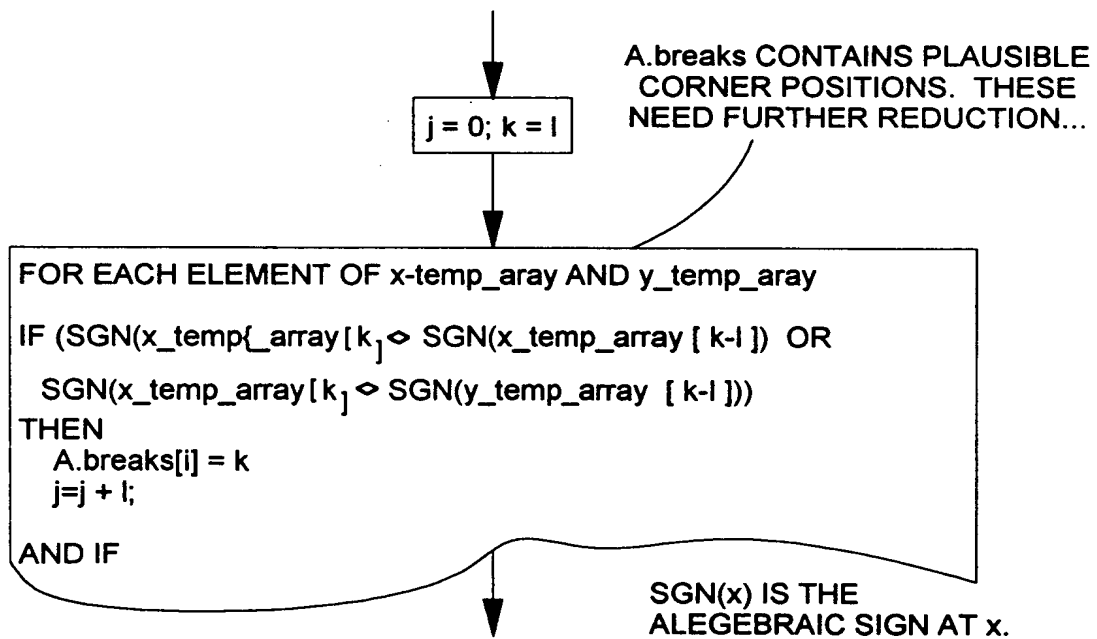 A.breaks CONTAINS PLAUSIBLE
CORNER POSITIONS. THESE
NEED FURTHER REDUCTION...
j = 0; k = l
FOR EACH ELEMENT OF x-temp_aray AND y_temp_aray
IF (SGN(x_temp{_array[k] <> SGN(x_temp_array [ k-l ]) OR
SGN(x_temp_array[k] <> SGN(y_temp_array [ k-l ]))
THEN
A.breaks[i] = k
j=j + l;
AND IF
SGN(x) IS THE
ALEGEBRAIC SIGN AT x.